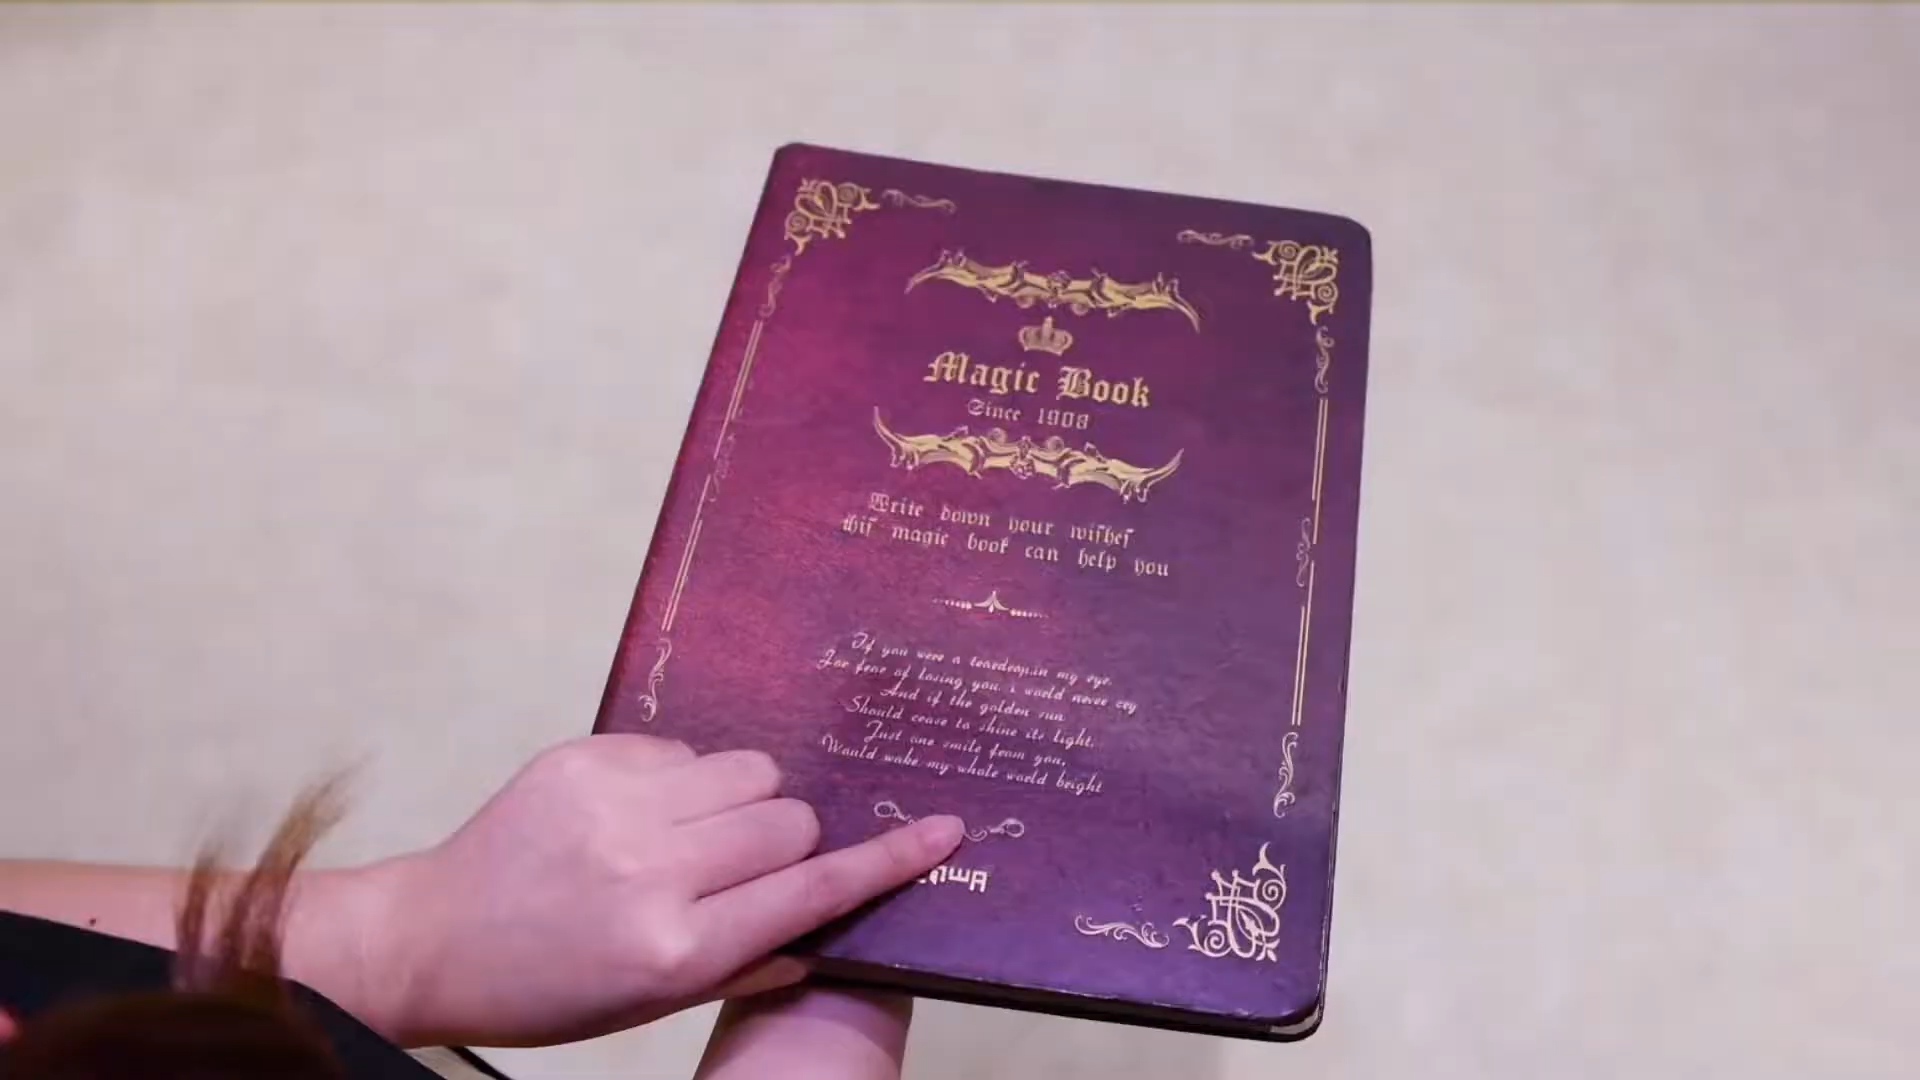 Magic Book
Since 1908
Write down your wishes
this magic book can help you
If you were a teardrop.in my eye.
For fear of losing you. i would never cry
And if the golden sun
Should cease to shine its light.
Just one smile from you,
Would wake my whole world bright